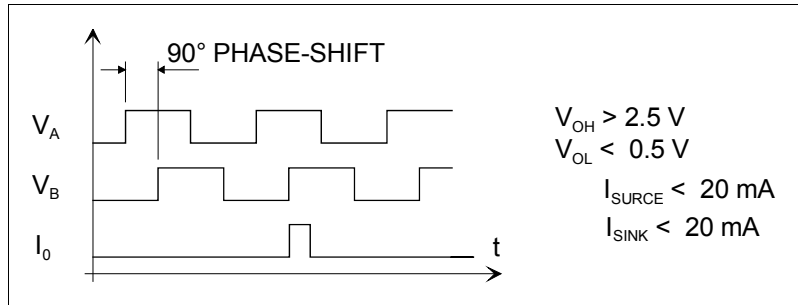 90° PHASE-SHIFT
V_A
V_B
I_0
t
V_OH > 2.5 V
V_OL < 0.5 V
I_SURCE < 20 mA
I_SINK < 20 mA